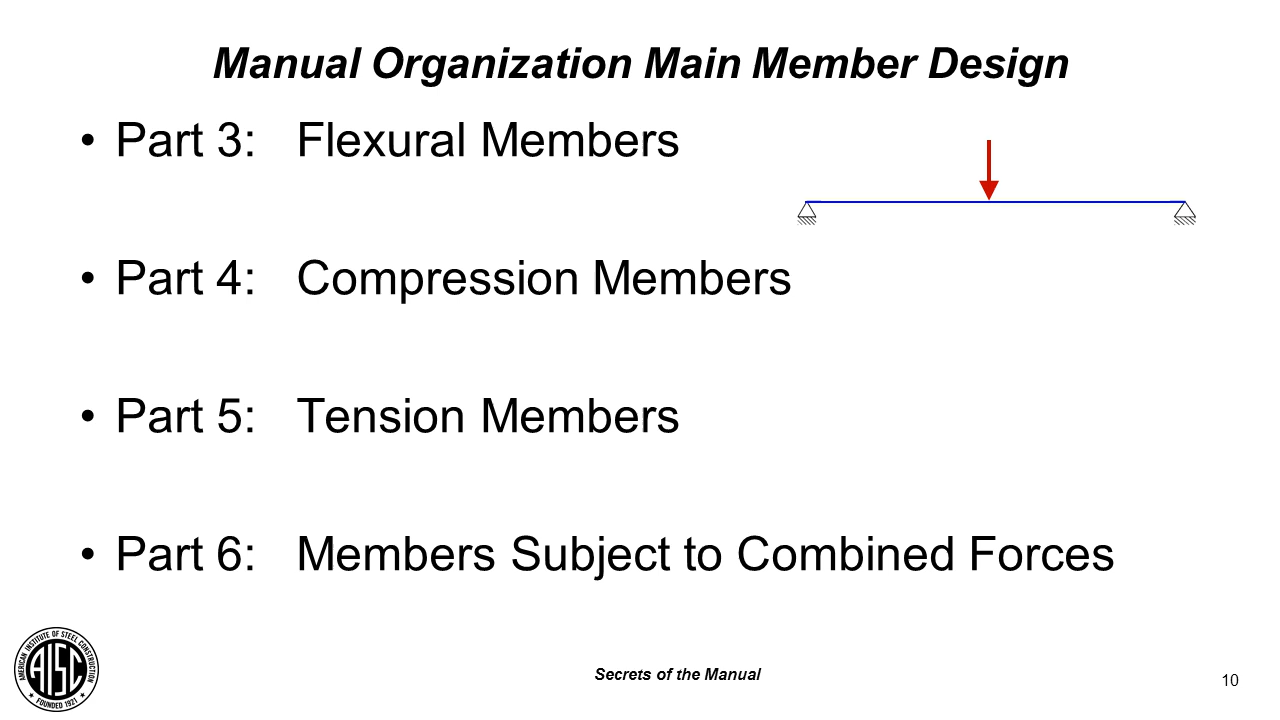 Manual Organization Main Member Design
• Part 3: Flexural Members
• Part 4: Compression Members
• Part 5: Tension Members
• Part 6: Members Subject to Combined Forces
AMERICAN INSTITUTE OF STEEL CONSTRUCTION
AISC
FOUNDED 1921
Secrets of the Manual
10